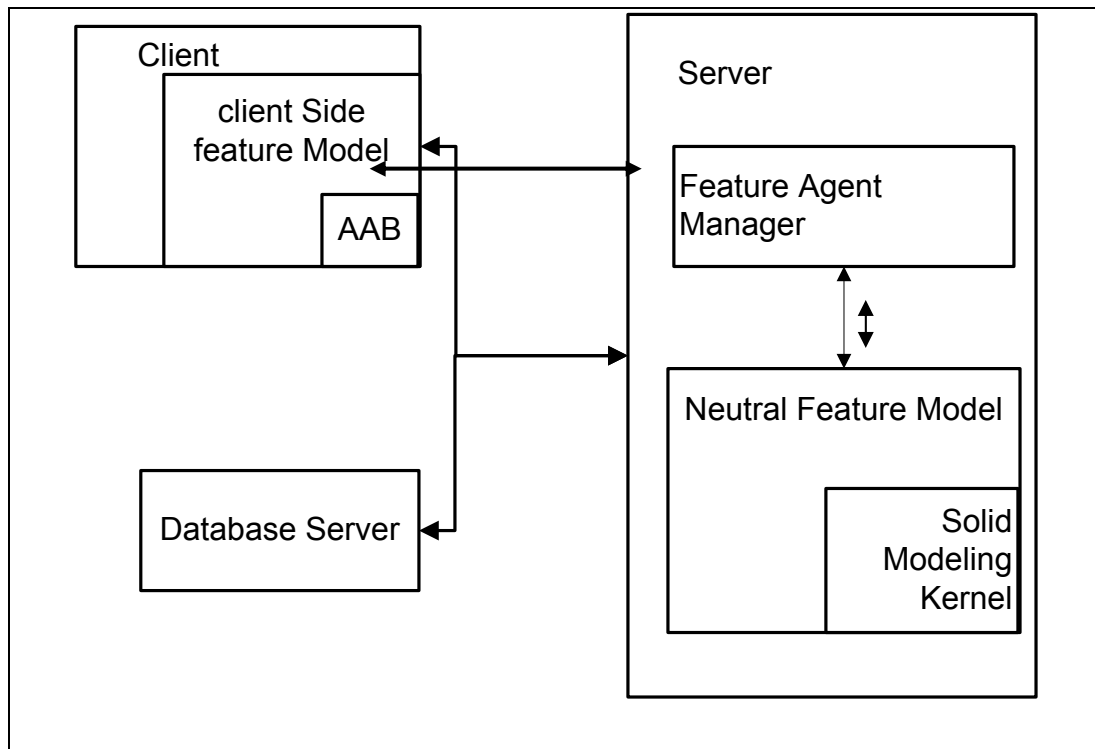 Client
client Side
feature Model
AAB
Server
Feature Agent
Manager
Neutral Feature Model
Solid
Modeling
Kernel
Database Server